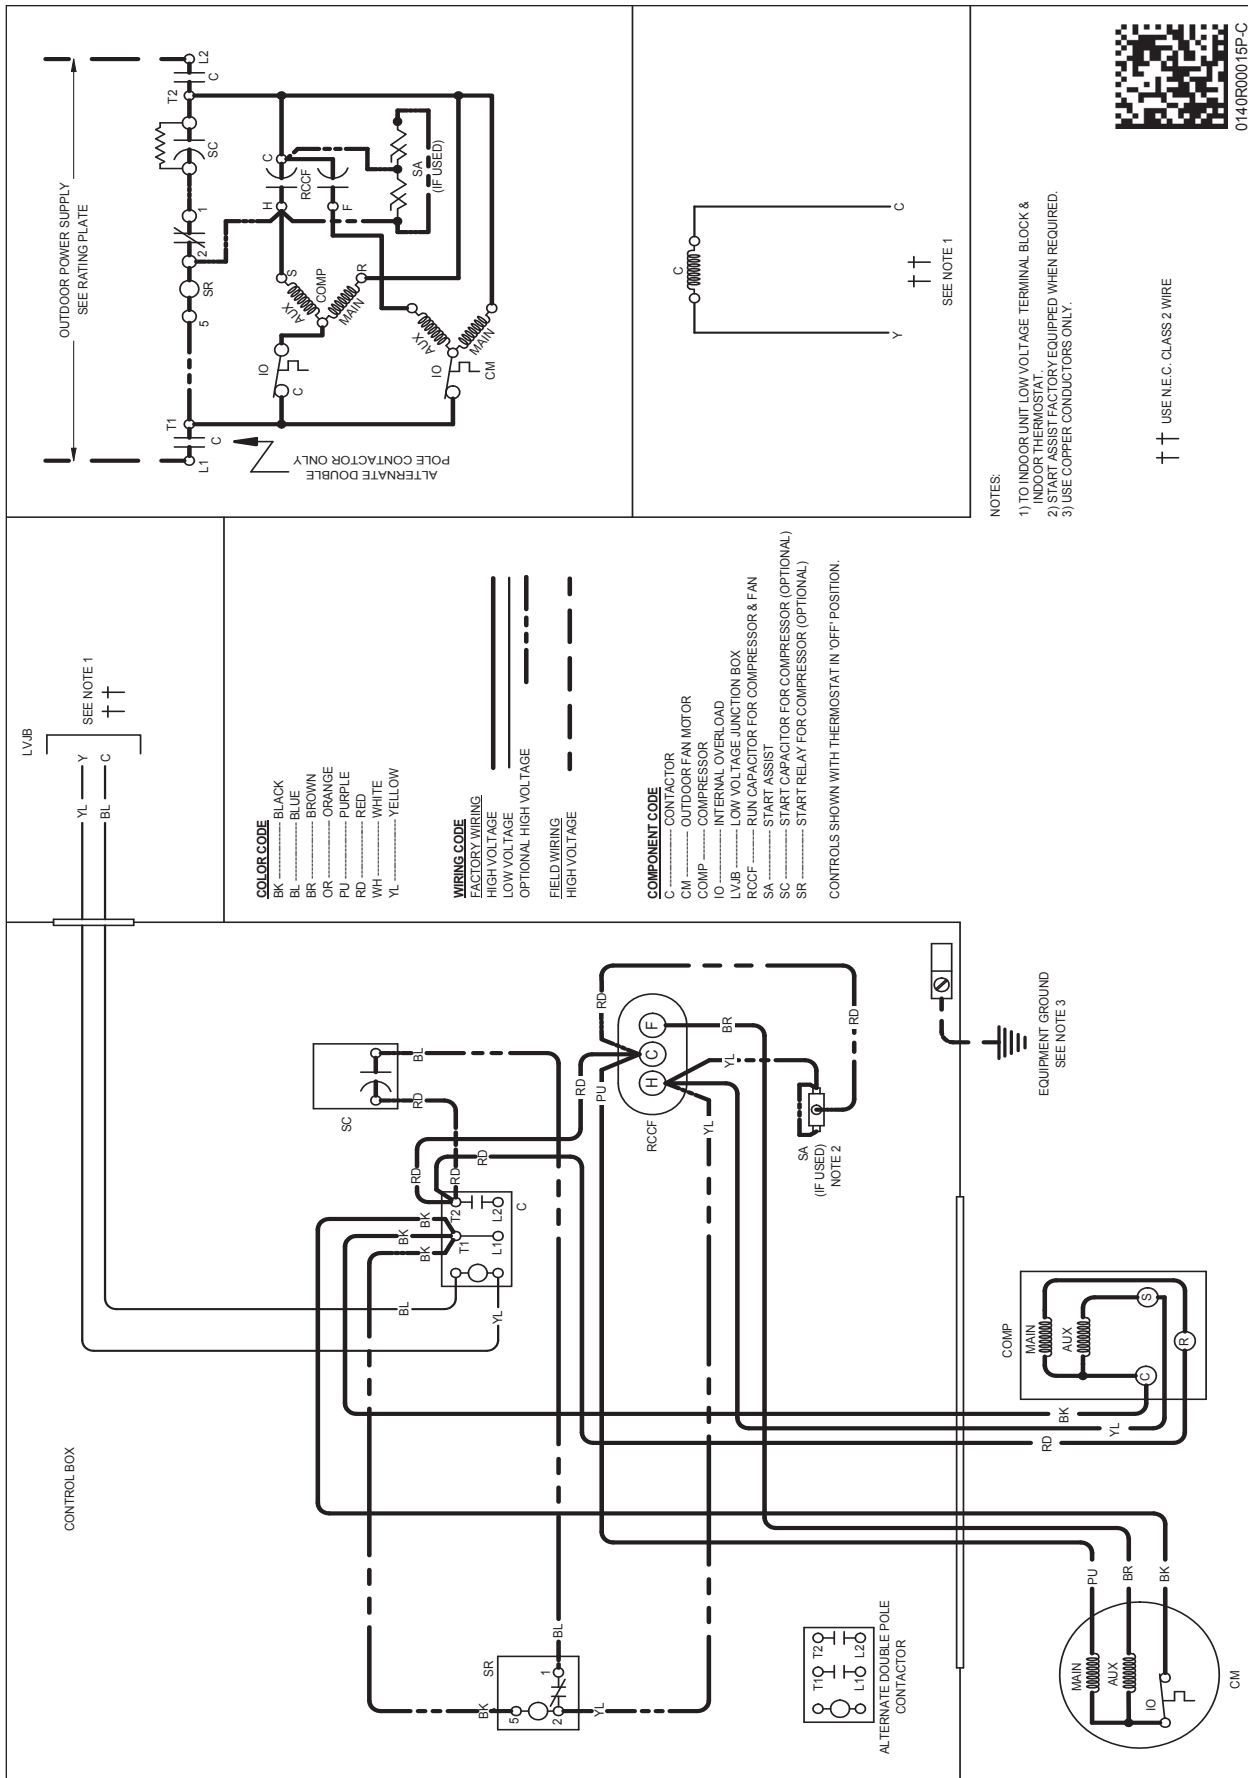 CONTROL BOX
LVJB
YL
Y
BL
C
SEE NOTE 1
†† 
SC
RD
BL
BK
BK
BK
RD
RD
RD
T2
T1
L2
L1
C
BL
YL
SR
BK
5
2
1
BL
YL
RD
PU
RD
H
C
F
RCCF
YL
BR
YL
RD
SA
(IF USED)
NOTE 2
ALTERNATE DOUBLE POLE
CONTACTOR
T1
T2
L1
L2
EQUIPMENT GROUND
SEE NOTE 3
COMP
MAIN
AUX
C
S
R
BK
YL
RD
PU
BR
BK
MAIN
AUX
IO
CM
COLOR CODE
BK ---------- BLACK
BL ---------- BLUE
BR ---------- BROWN
OR ---------- ORANGE
PU ---------- PURPLE
RD ---------- RED
WH ---------- WHITE
YL ---------- YELLOW
WIRING CODE
FACTORY WIRING
HIGH VOLTAGE
LOW VOLTAGE
OPTIONAL HIGH VOLTAGE
FIELD WIRING
HIGH VOLTAGE
COMPONENT CODE
C ---------- CONTACTOR
CM ---------- OUTDOOR FAN MOTOR
COMP ---------- COMPRESSOR
IO ---------- INTERNAL OVERLOAD
LVJB ---------- LOW VOLTAGE JUNCTION BOX
RCCF ---------- RUN CAPACITOR FOR COMPRESSOR & FAN
SA ---------- START ASSIST
SC ---------- START CAPACITOR FOR COMPRESSOR (OPTIONAL)
SR ---------- START RELAY FOR COMPRESSOR (OPTIONAL)
CONTROLS SHOWN WITH THERMOSTAT IN 'OFF' POSITION.
OUTDOOR POWER SUPPLY
SEE RATING PLATE
L1
C
T1
5
SR
2
1
SC
T2
C
L2
ALTERNATE DOUBLE
POLE CONTACTOR ONLY
C
IO
S
AUX
COMP
MAIN
R
H
C
RCCF
F
SA
(IF USED)
IO
CM
AUX
MAIN
C
Y
C
††
SEE NOTE 1
NOTES:
1) TO INDOOR UNIT LOW VOLTAGE TERMINAL BLOCK &
INDOOR THERMOSTAT.
2) START ASSIST FACTORY EQUIPPED WHEN REQUIRED.
3) USE COPPER CONDUCTORS ONLY.
†† USE N.E.C. CLASS 2 WIRE
0140R00015P-C